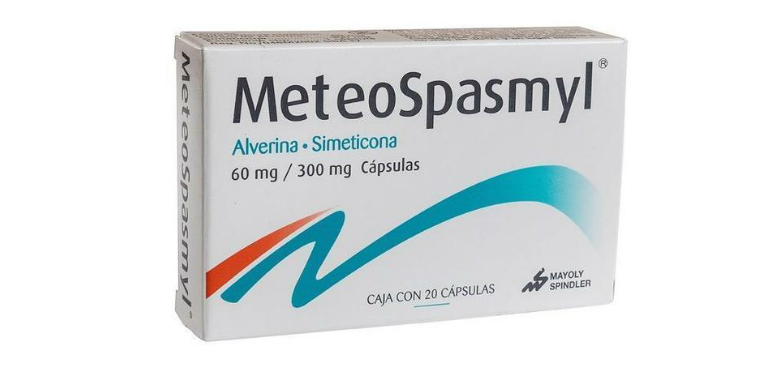 MeteoSpasmyl®
Alverina • Simeticona
60 mg / 300 mg Cápsulas
CAJA CON 20 CÁPSULAS
MAYOLY
SPINDLER
MeteoSpasmyl®